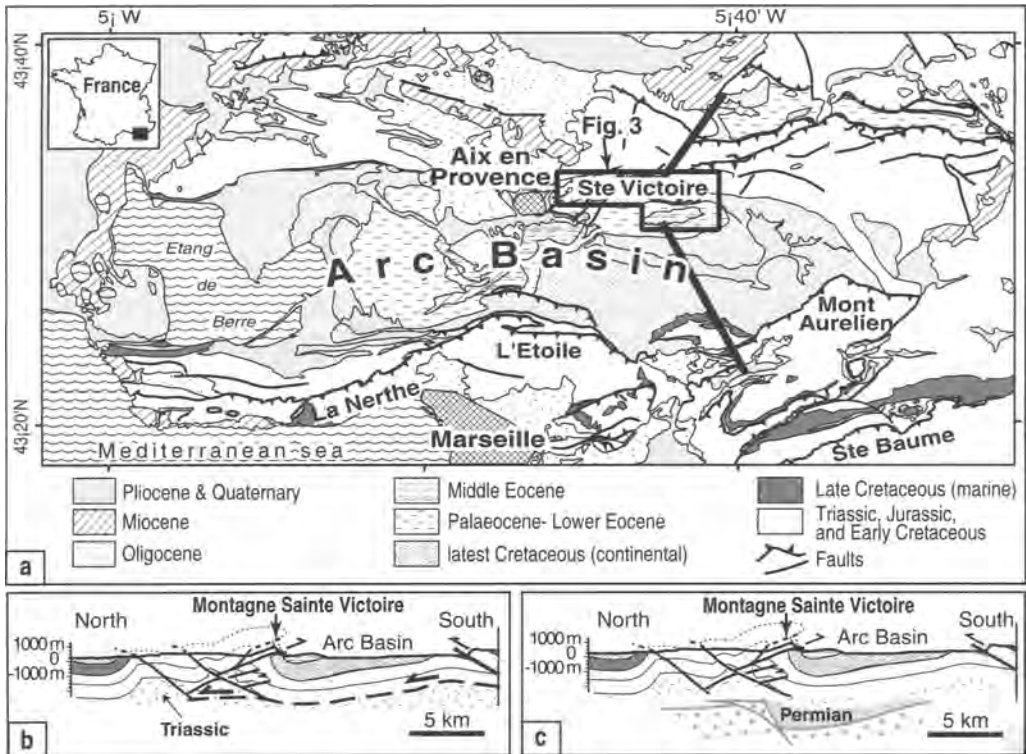 5¡ W
5¡40' W
43¡40'N
France
Fig. 3
Aix en
Provence
Ste Victoire
Etang
de
Berre
Arc Basin
Mont
Aurelien
L'Etoile
La Nerthe
43¡20'N
Marseille
Ste Baume
Mediterranean sea
Pliocene & Quaternary
Miocene
Oligocene
Middle Eocene
Palaeocene- Lower Eocene
latest Cretaceous (continental)
Late Cretaceous (marine)
Triassic, Jurassic,
and Early Cretaceous
Faults
a
Montagne Sainte Victoire
North
South
Arc Basin
1000 m
0
-1000 m
Triassic
5 km
b
Montagne Sainte Victoire
North
South
Arc Basin
1000 m
0
-1000 m
Permian
5 km
c